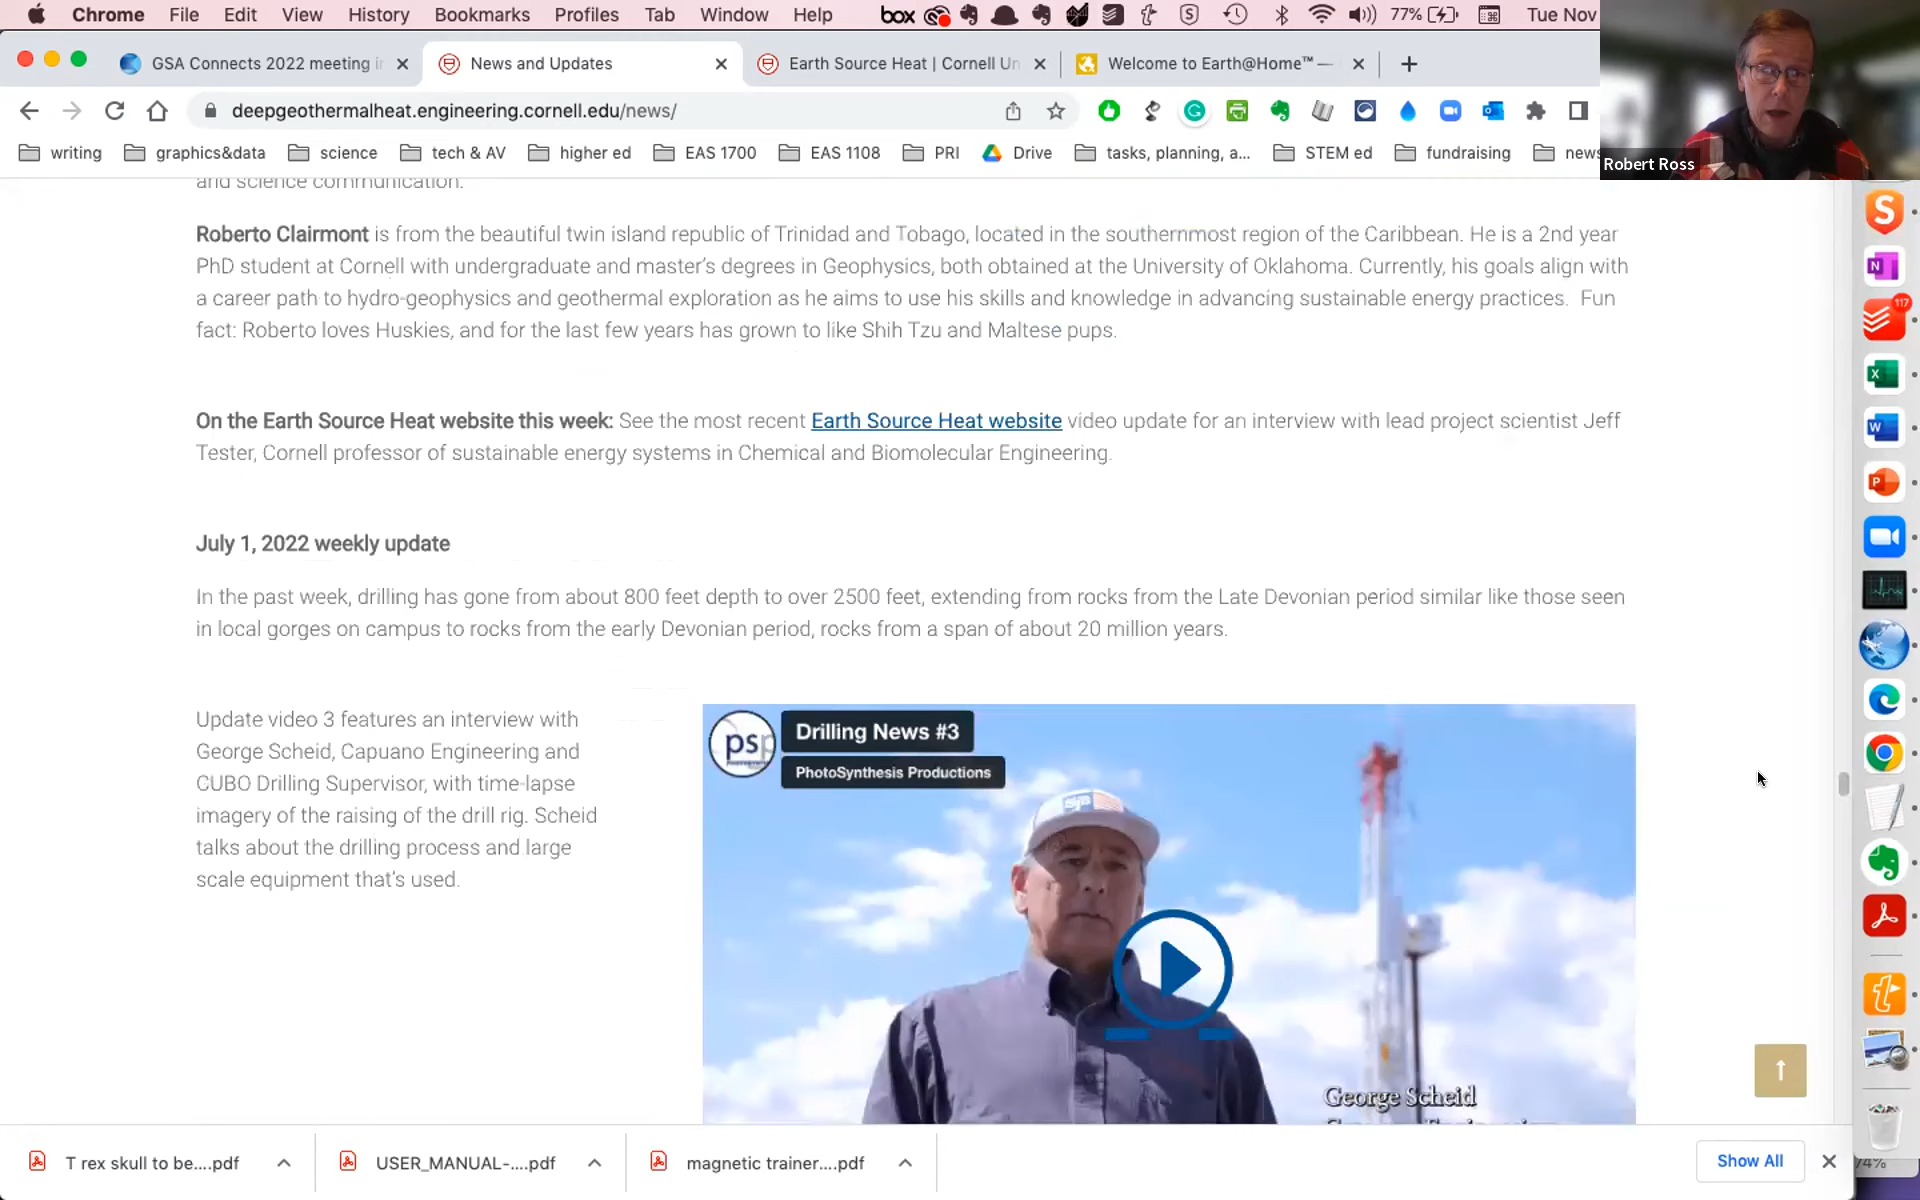 Chrome File Edit View History Bookmarks Profiles Tab Window Help box 77% Tue Nov
GSA Connects 2022 meeting i
News and Updates
Earth Source Heat | Cornell Un
Welcome to Earth@Home™ —
deepgeothermalheat.engineering.cornell.edu/news/
writing graphics&data science tech & AV higher ed EAS 1700 EAS 1108 PRI Drive tasks, planning, a... STEM ed fundraising new
Robert Ross
and science communication.
Roberto Clairmont is from the beautiful twin island republic of Trinidad and Tobago, located in the southernmost region of the Caribbean. He is a 2nd year
PhD student at Cornell with undergraduate and master's degrees in Geophysics, both obtained at the University of Oklahoma. Currently, his goals align with
a career path to hydro-geophysics and geothermal exploration as he aims to use his skills and knowledge in advancing sustainable energy practices. Fun
fact: Roberto loves Huskies, and for the last few years has grown to like Shih Tzu and Maltese pups.
On the Earth Source Heat website this week: See the most recent Earth Source Heat website video update for an interview with lead project scientist Jeff
Tester, Cornell professor of sustainable energy systems in Chemical and Biomolecular Engineering.
July 1, 2022 weekly update
In the past week, drilling has gone from about 800 feet depth to over 2500 feet, extending from rocks from the Late Devonian period similar like those seen
in local gorges on campus to rocks from the early Devonian period, rocks from a span of about 20 million years.
Update video 3 features an interview with
George Scheid, Capuano Engineering and
CUBO Drilling Supervisor, with time-lapse
imagery of the raising of the drill rig. Scheid
talks about the drilling process and large
scale equipment that's used.
psp
Drilling News #3
PhotoSynthesis Productions
George Scheid
117
T rex skull to be....pdf
USER_MANUAL-....pdf
magnetic trainer....pdf
Show All
74%